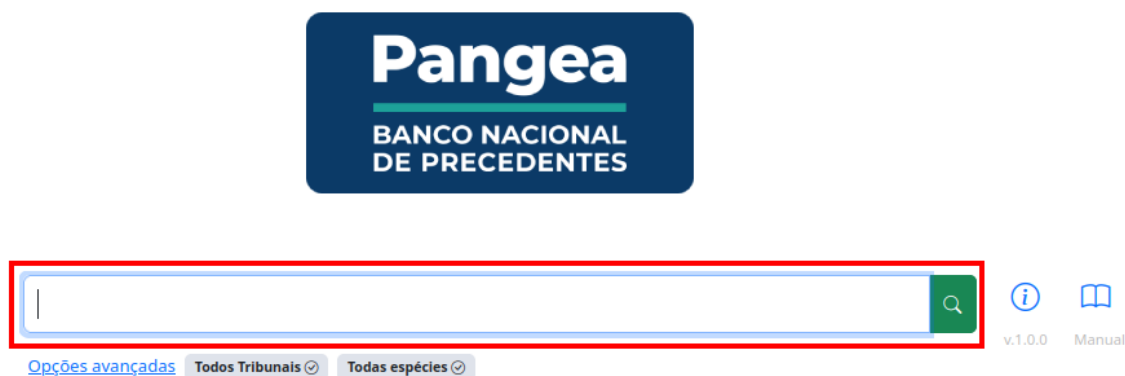 Pangea
BANCO NACIONAL
DE PRECEDENTES
v.1.0.0 Manual
Opções avançadas Todos Tribunais Todas espécies